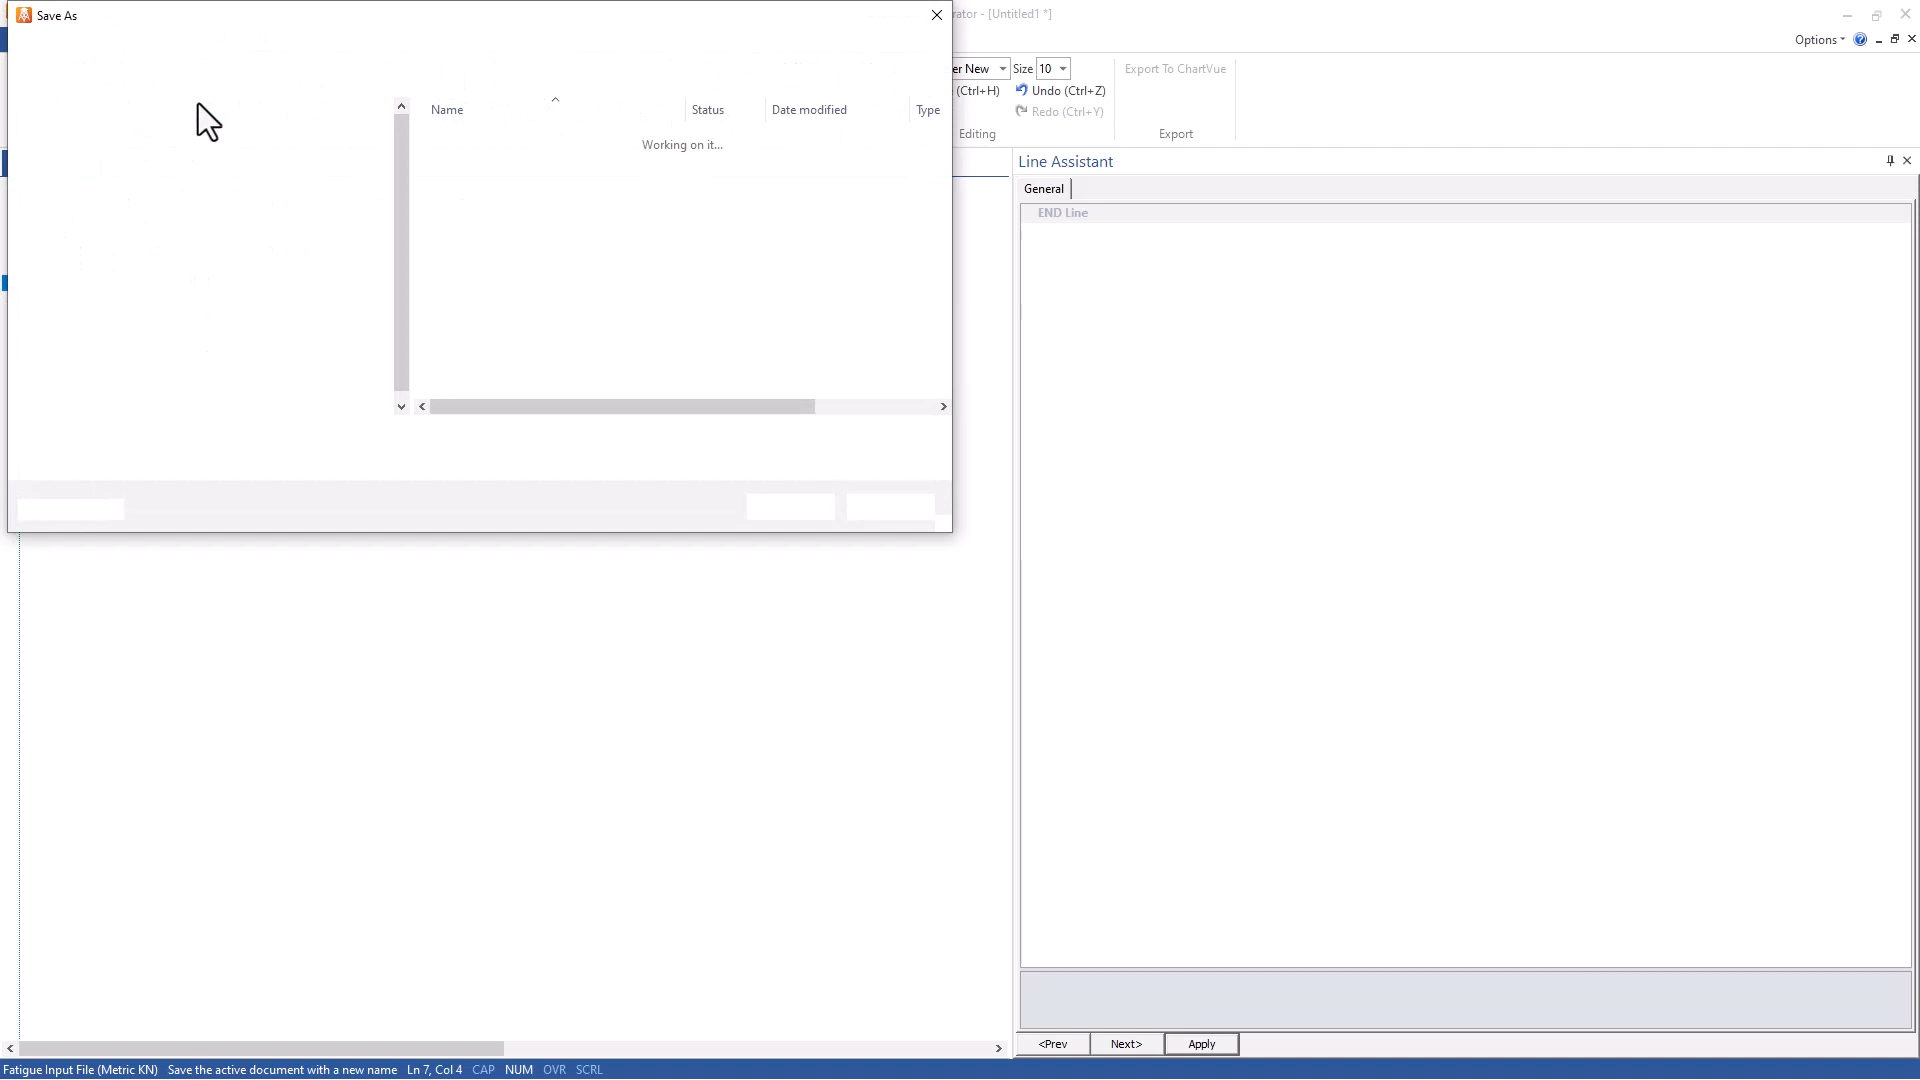 Save As
rator - [Untitled1 *]
Options
er New
Size
10
Export To ChartVue
(Ctrl+H)
Undo (Ctrl+Z)
Redo (Ctrl+Y)
Editing
Export
Name
Status
Date modified
Type
Working on it...
Line Assistant
General
END Line
<Prev
Next>
Apply
Fatigue Input File (Metric KN)
Save the active document with a new name
Ln 7, Col 4
CAP
NUM
OVR
SCRL